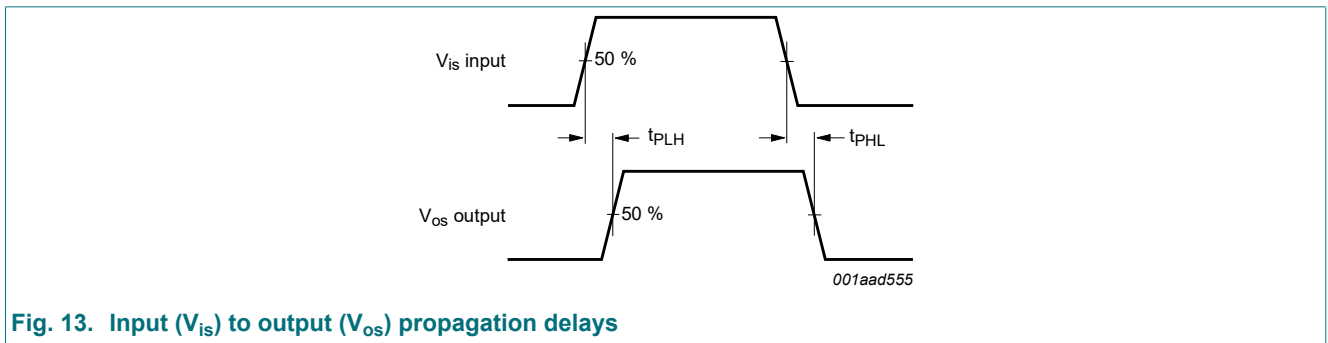 V_is input
50 %
t_PLH
t_PHL
V_os output
50 %
001aad555
Fig. 13. Input (V_is) to output (V_os) propagation delays